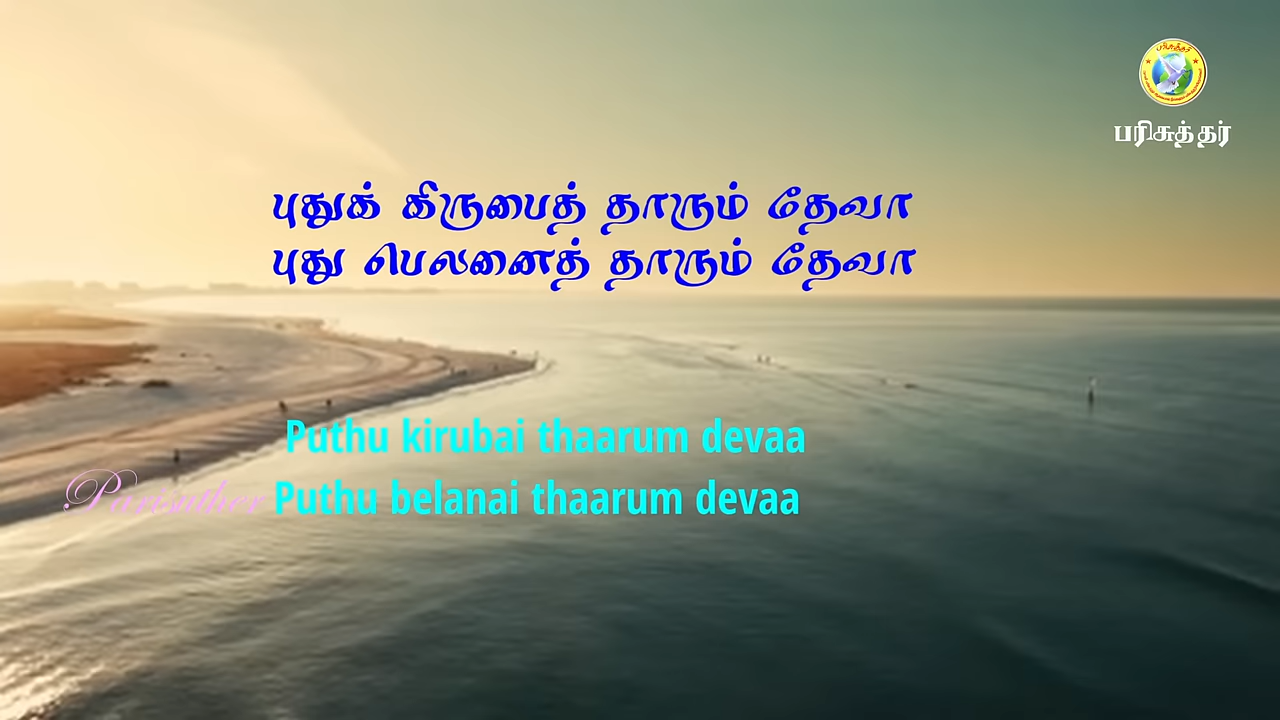 பரிசுத்தர்
புதுக் கிருபைத் தாரும் தேவா
புது பெலனைத் தாரும் தேவா
Puthu kirubai thaarum devaa
Parisuther Puthu belanai thaarum devaa